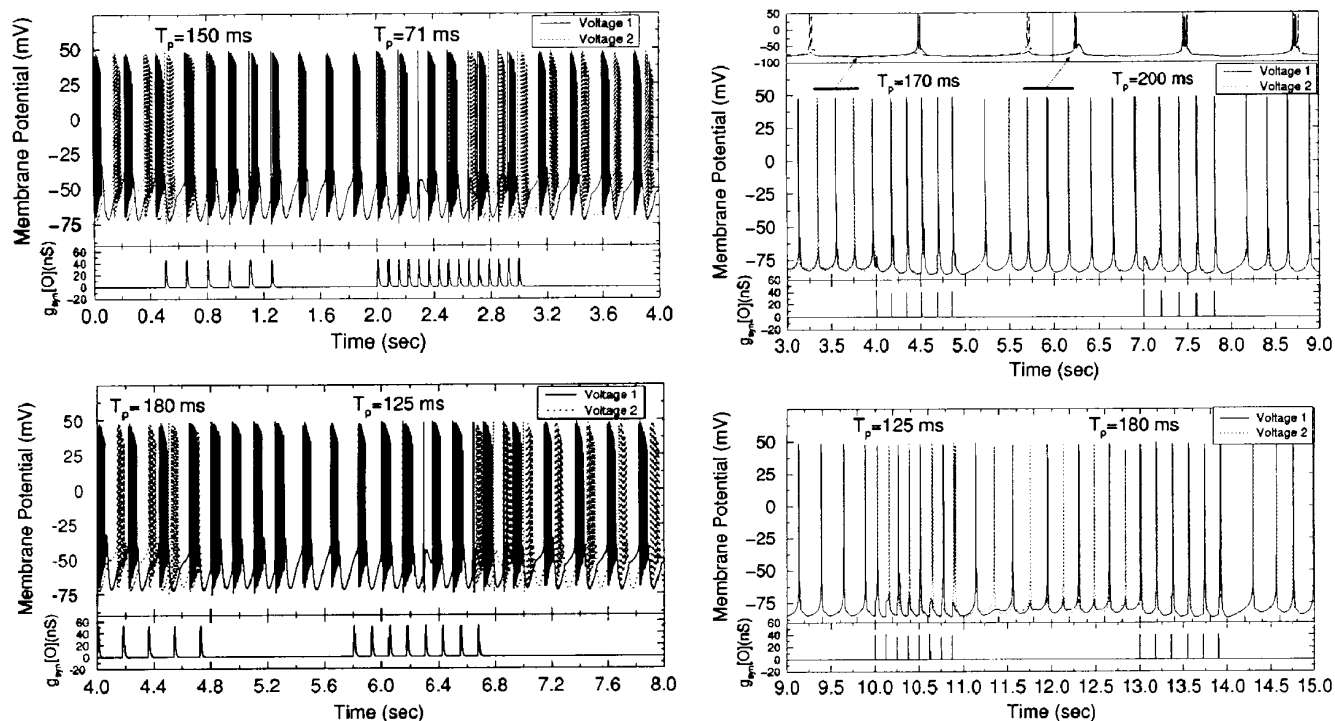 T_p=150 ms
T_p=71 ms
Voltage 1
Voltage 2
Membrane Potential (mV)
50
25
0
−25
−50
−75
g_syn[O](nS)
60
40
20
0
−20
0.0 0.4 0.8 1.2 1.6 2.0 2.4 2.8 3.2 3.6 4.0
Time (sec)
50
0
−50
−100
T_p=170 ms
T_p=200 ms
Voltage 1
Voltage 2
Membrane Potential (mV)
50
25
0
−25
−50
−75
g_syn[O](nS)
60
40
20
0
−20
3.0 3.5 4.0 4.5 5.0 5.5 6.0 6.5 7.0 7.5 8.0 8.5 9.0
Time (sec)
T_p=180 ms
T_p=125 ms
Voltage 1
Voltage 2
Membrane Potential (mV)
50
25
0
−25
−50
−75
g_syn[O](nS)
60
40
20
0
−20
4.0 4.4 4.8 5.2 5.6 6.0 6.4 6.8 7.2 7.6 8.0
Time (sec)
T_p=125 ms
T_p=180 ms
Voltage 1
Voltage 2
Membrane Potential (mV)
50
25
0
−25
−50
−75
g_syn[O](nS)
60
40
20
0
−20
9.0 9.5 10.0 10.5 11.0 11.5 12.0 12.5 13.0 13.5 14.0 14.5 15.0
Time (sec)